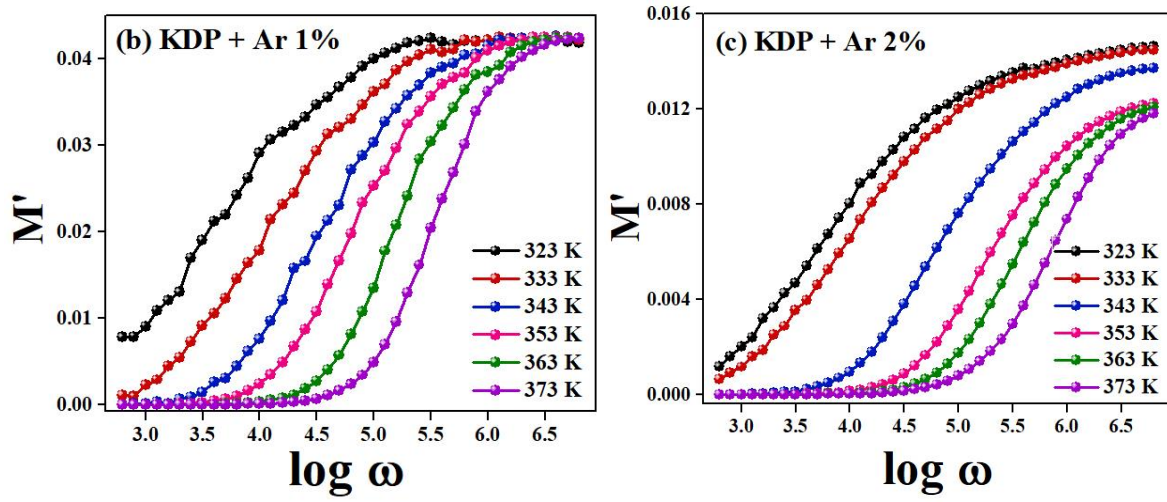 (b) KDP + Ar 1%
M'
0.04
0.03
0.02
0.01
0.00
323 K
333 K
343 K
353 K
363 K
373 K
3.0 3.5 4.0 4.5 5.0 5.5 6.0 6.5
log ω
(c) KDP + Ar 2%
M'
0.016
0.012
0.008
0.004
0.000
323 K
333 K
343 K
353 K
363 K
373 K
3.0 3.5 4.0 4.5 5.0 5.5 6.0 6.5
log ω